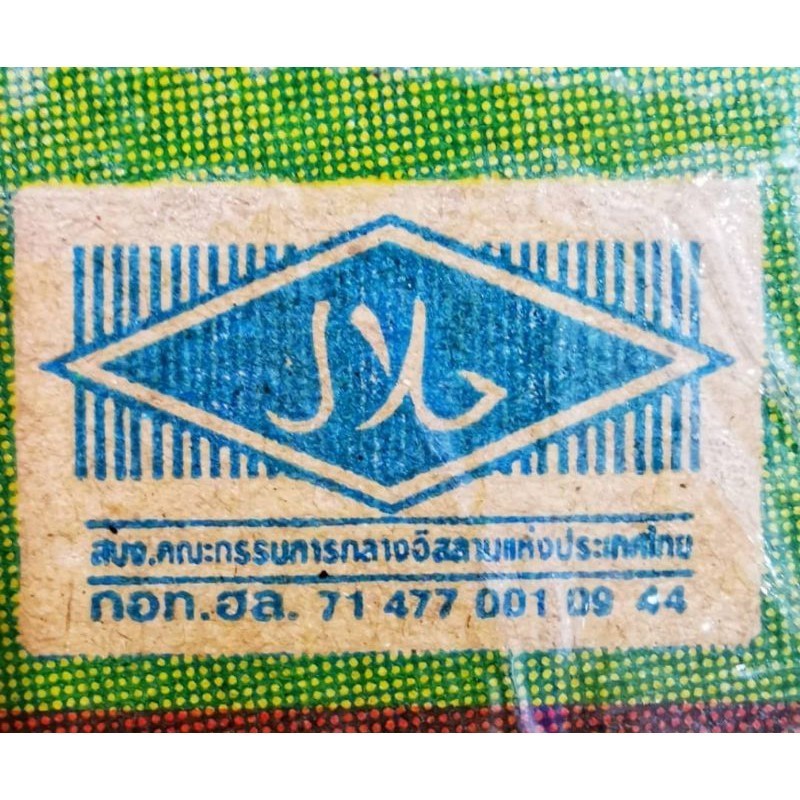 حلال
สนง.คณะกรรมการกลางอิสลามแห่งประเทศไทย
กอท.ฮล. 71 477 001 09 44